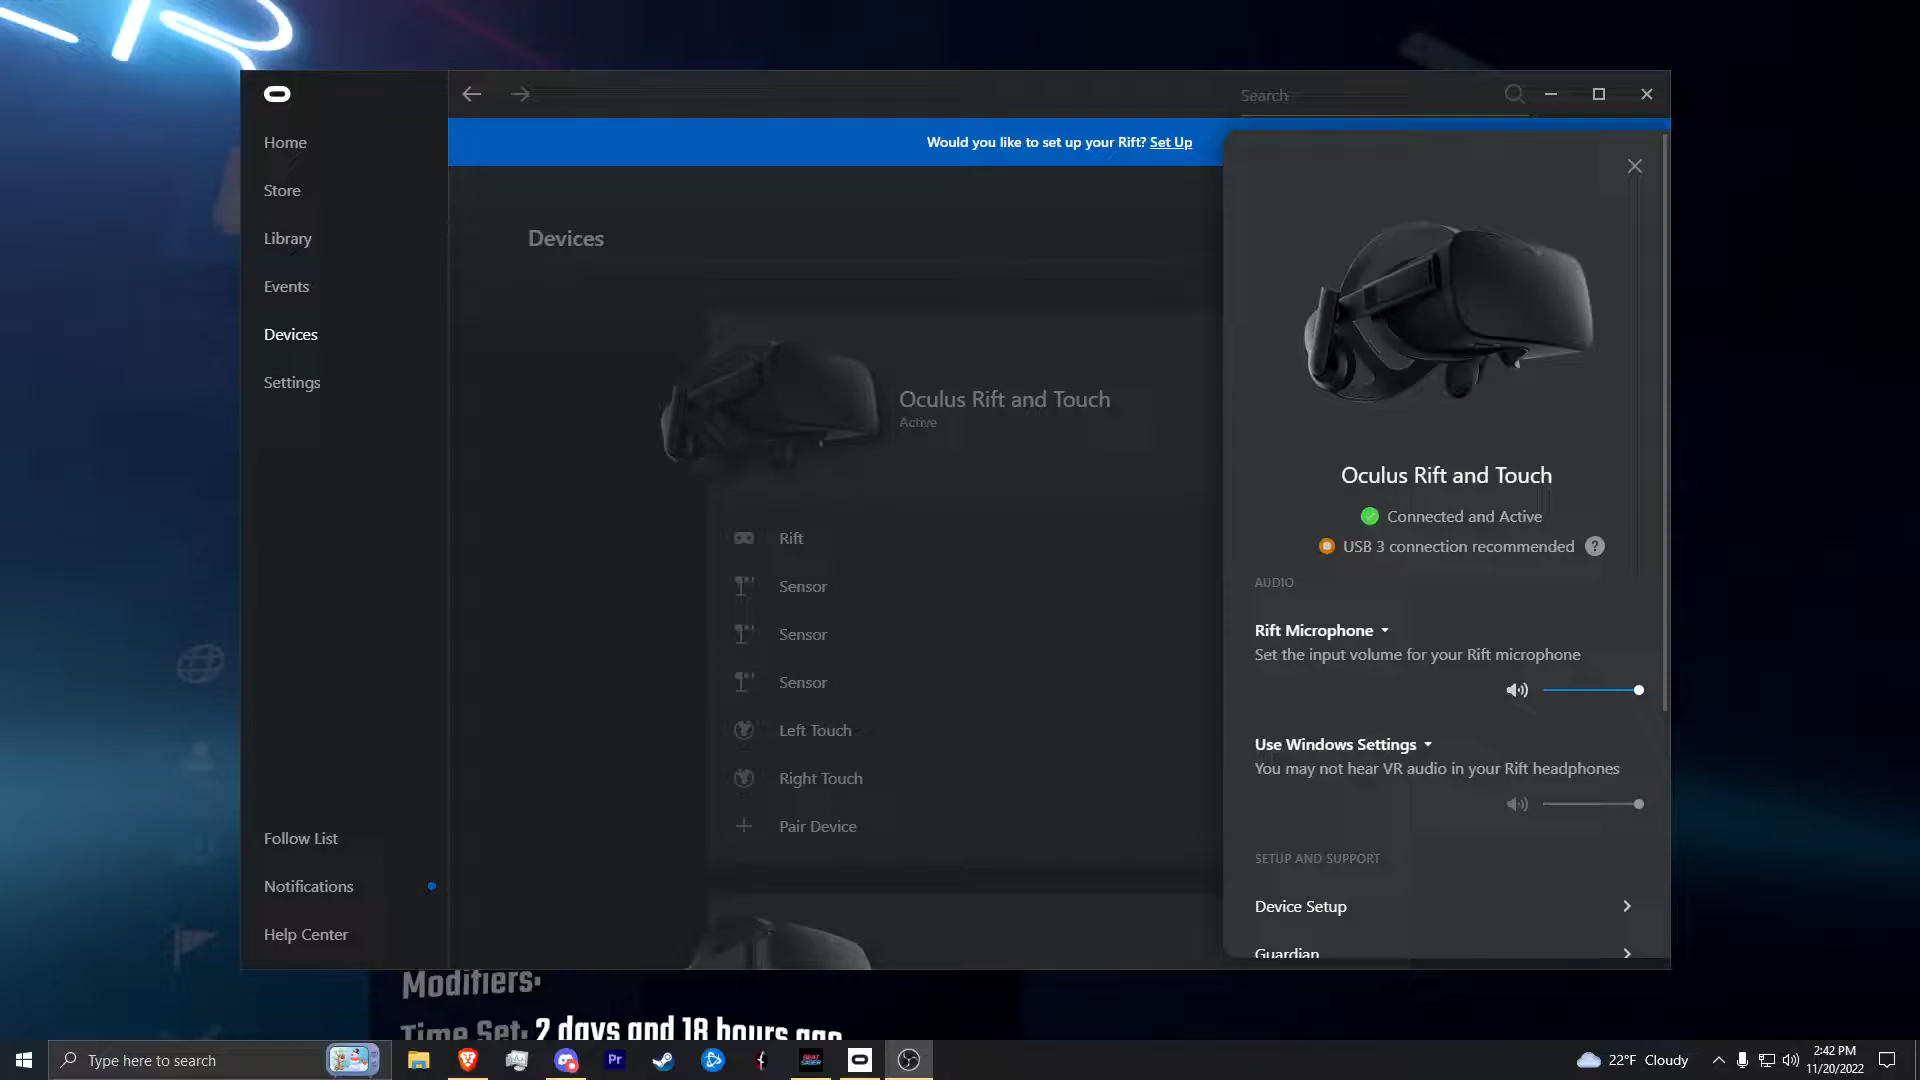 Search
Home
Would you like to set up your Rift? Set Up
Store
Library
Events
Devices
Settings
Follow List
Notifications
Help Center
Devices
Oculus Rift and Touch
Active
Rift
Sensor
Sensor
Sensor
Left Touch
Right Touch
Pair Device
Oculus Rift and Touch
Connected and Active
USB 3 connection recommended ?
AUDIO
Rift Microphone
Set the input volume for your Rift microphone
Use Windows Settings
You may not hear VR audio in your Rift headphones
SETUP AND SUPPORT
Device Setup
Guardian
Modifiers:
Time Set: 2 days and 18 hours ago
Type here to search
Pr
BEAT
SABER
22°F Cloudy
2:42 PM
11/20/2022